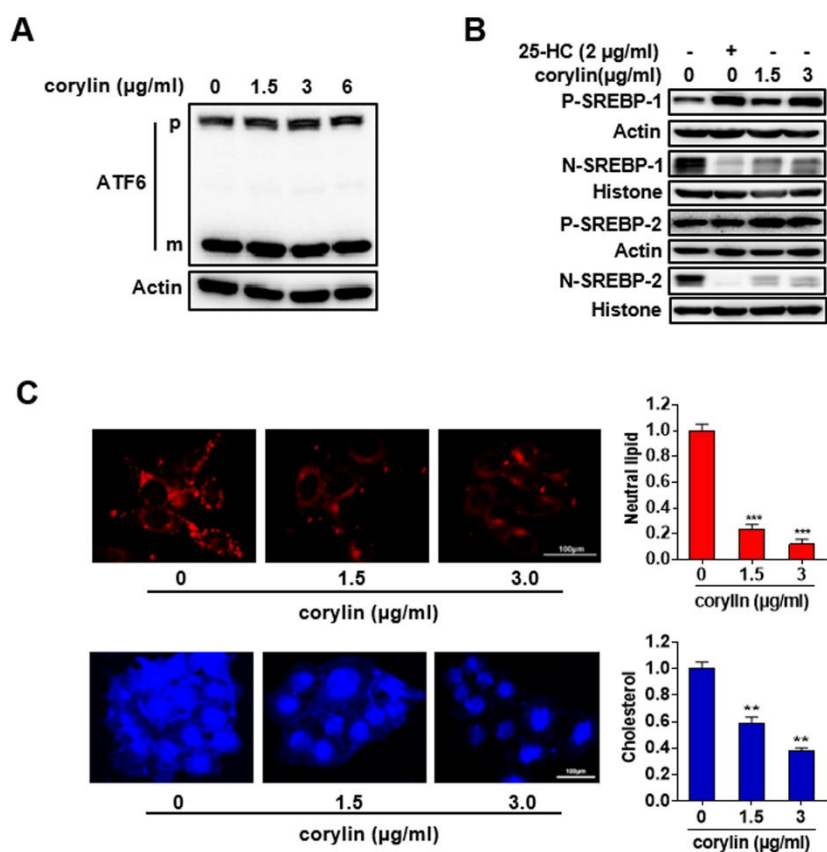 A
corylin (µg/ml) 0 1.5 3 6
p
ATF6
m
Actin
B
25-HC (2 µg/ml) - + - -
corylin(µg/ml) 0 0 1.5 3
P-SREBP-1
Actin
N-SREBP-1
Histone
P-SREBP-2
Actin
N-SREBP-2
Histone
C
100µm
0 1.5 3.0
corylin (µg/ml)
Neutral lipid
1.2
1.0
0.8
0.6
0.4
0.2
0.0
*** ***
0 1.5 3
corylin (µg/ml)
100µm
0 1.5 3.0
corylin (µg/ml)
Cholesterol
1.2
1.0
0.8
0.6
0.4
0.2
0.0
** **
0 1.5 3
corylin (µg/ml)